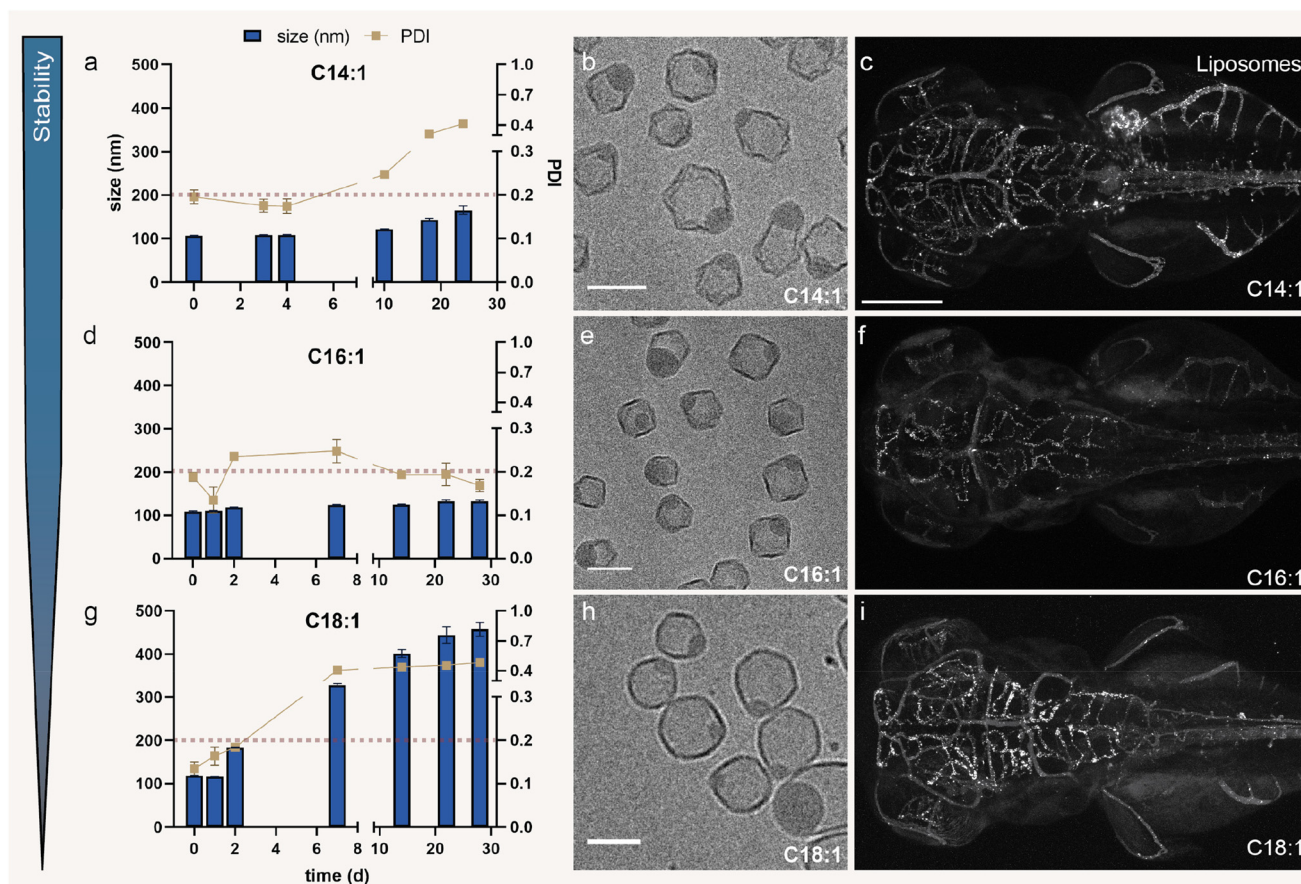 Stability
size (nm) PDI
a C14:1
500
400
300
200
100
0
size (nm)
1.0
0.8
0.6
0.4
0.3
0.2
0.1
0.0
PDI
0 2 4 6 10 20 30
b
C14:1
c
Liposomes
C14:1
d C16:1
500
400
300
200
100
0
1.0
0.7
0.4
0.3
0.2
0.1
0.0
0 2 4 6 8 10 20 30
e
C16:1
f
C16:1
g C18:1
500
400
300
200
100
0
1.0
0.7
0.4
0.3
0.2
0.1
0.0
0 2 4 6 8 10 20 30
time (d)
h
C18:1
i
C18:1